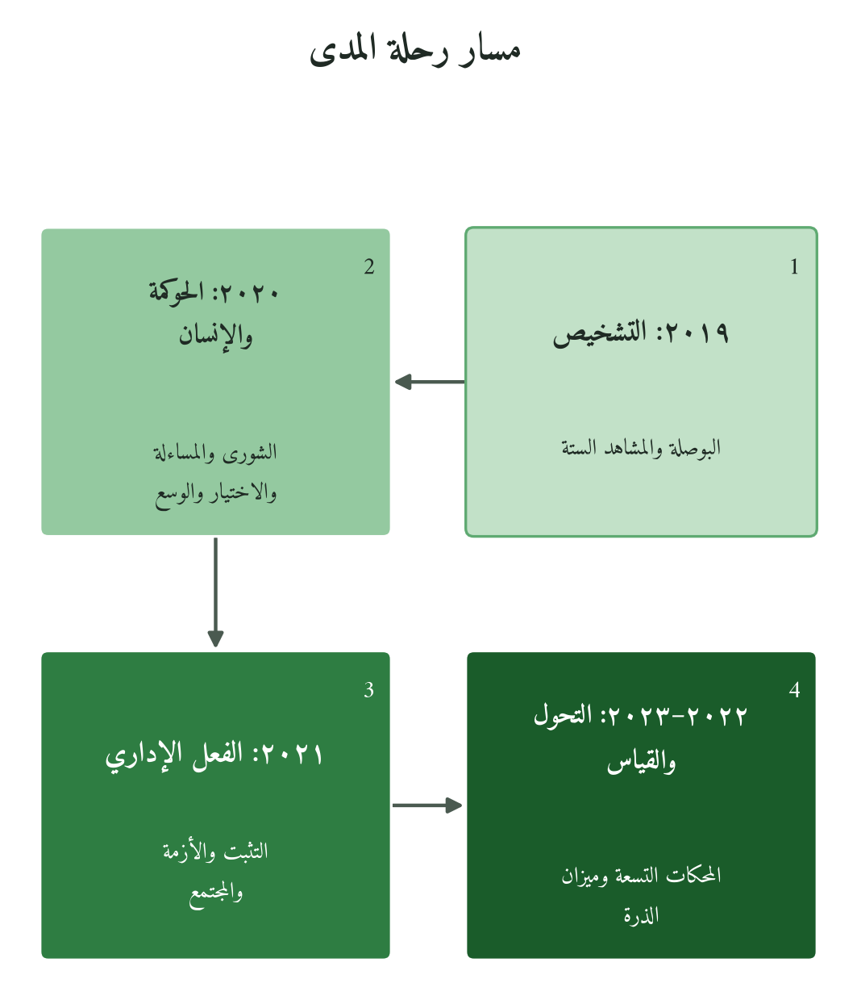 مسار رحلة المدى
1
٢٠١٩: التشخيص
البوصلة والمشاهد الستة
2
٢٠٢٠: الحوكمة
والإنسان
الشورى والمساءلة
والاختيار والوسع
3
٢٠٢١: الفعل الإداري
التثبت والأزمة
والمجتمع
4
٢٠٢٢–٢٠٢٣: التحول
والقياس
المحكات التسعة وميزان
الذرة